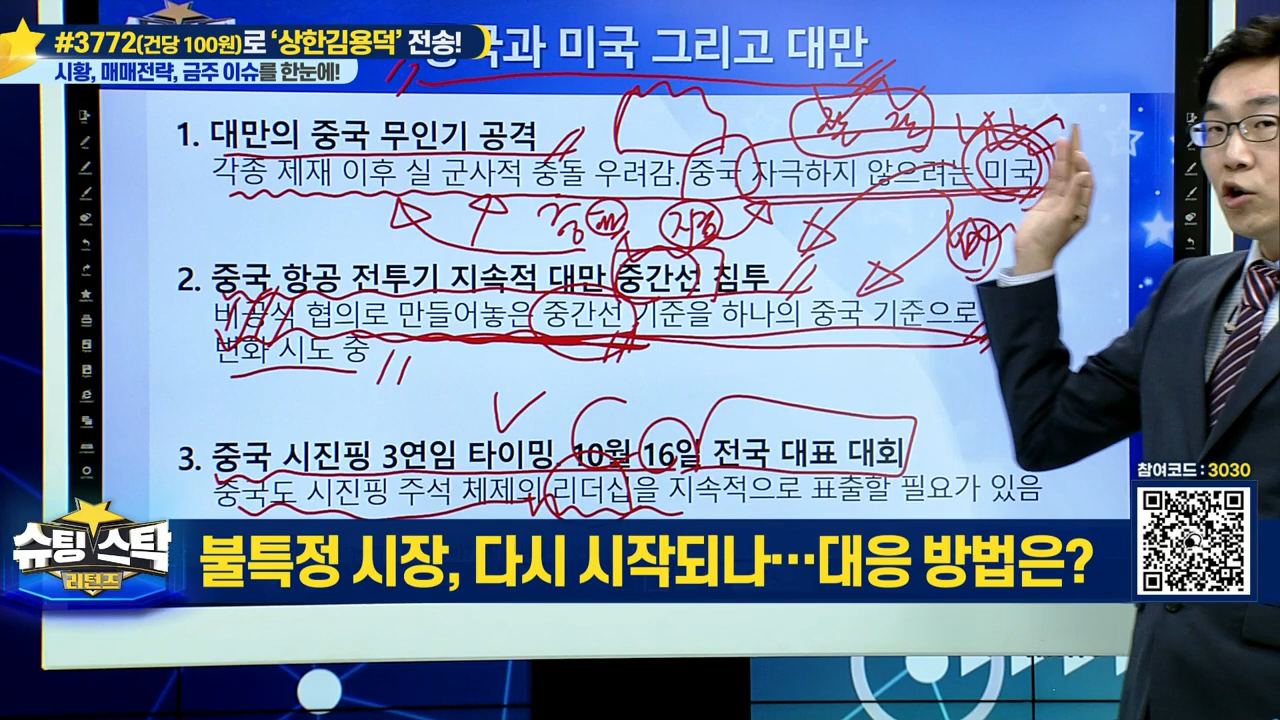 #3772(건당 100원)로 '상한김용덕' 전송!
시황, 매매전략, 금주 이슈를 한눈에!
중국과 미국 그리고 대만
1. 대만의 중국 무인기 공격
각종 제재 이후 실 군사적 충돌 우려감. 중국 자극하지 않으려는 미국
2. 중국 항공 전투기 지속적 대만 중간선 침투
비공식 협의로 만들어놓은 중간선 기준을 하나의 중국 기준으로
변화 시도 중
3. 중국 시진핑 3연임 타이밍. 10월 16일 전국 대표 대회
중국도 시진핑 주석 체제의 리더십을 지속적으로 표출할 필요가 있음
참여코드 : 3030
슈팅스탁
리턴즈
불특정 시장, 다시 시작되나…대응 방법은?